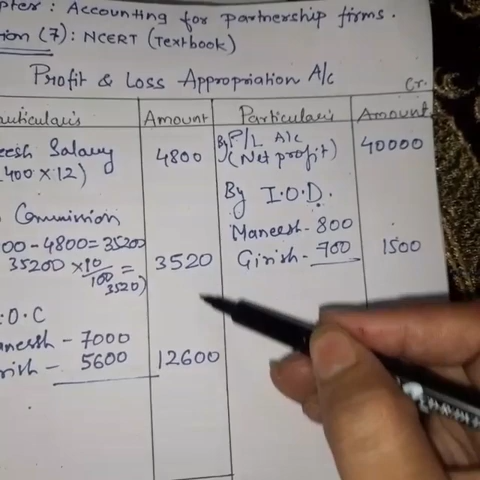 pter: Accounting for partnership firms.
ion (7): NCERT (Textbook)
Profit & Loss Appropriation A/c
Cr.
articulars Amount Particulars Amount
eesh Salary 4800 By P/L A/c 40000
400 x 12) (Net profit)
By I.O.D.
Commission Maneesh - 800
00 - 4800 = 35200 Girish - 700 1500
35200 x 10/100 = 3520) 3520
:O.C
aneesh - 7000
rish - 5600 12600